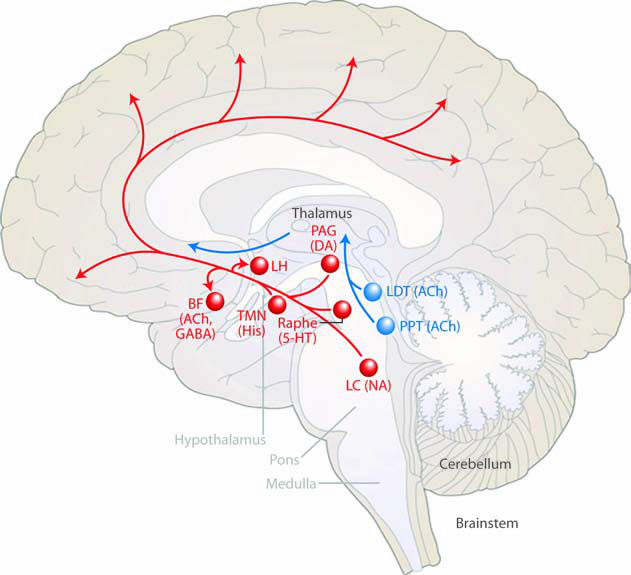 Thalamus
PAG
(DA)
LH
LDT (ACh)
BF
(ACh,
GABA)
TMN
(His)
Raphe
(5-HT)
PPT (ACh)
LC (NA)
Hypothalamus
Pons
Medulla
Cerebellum
Brainstem